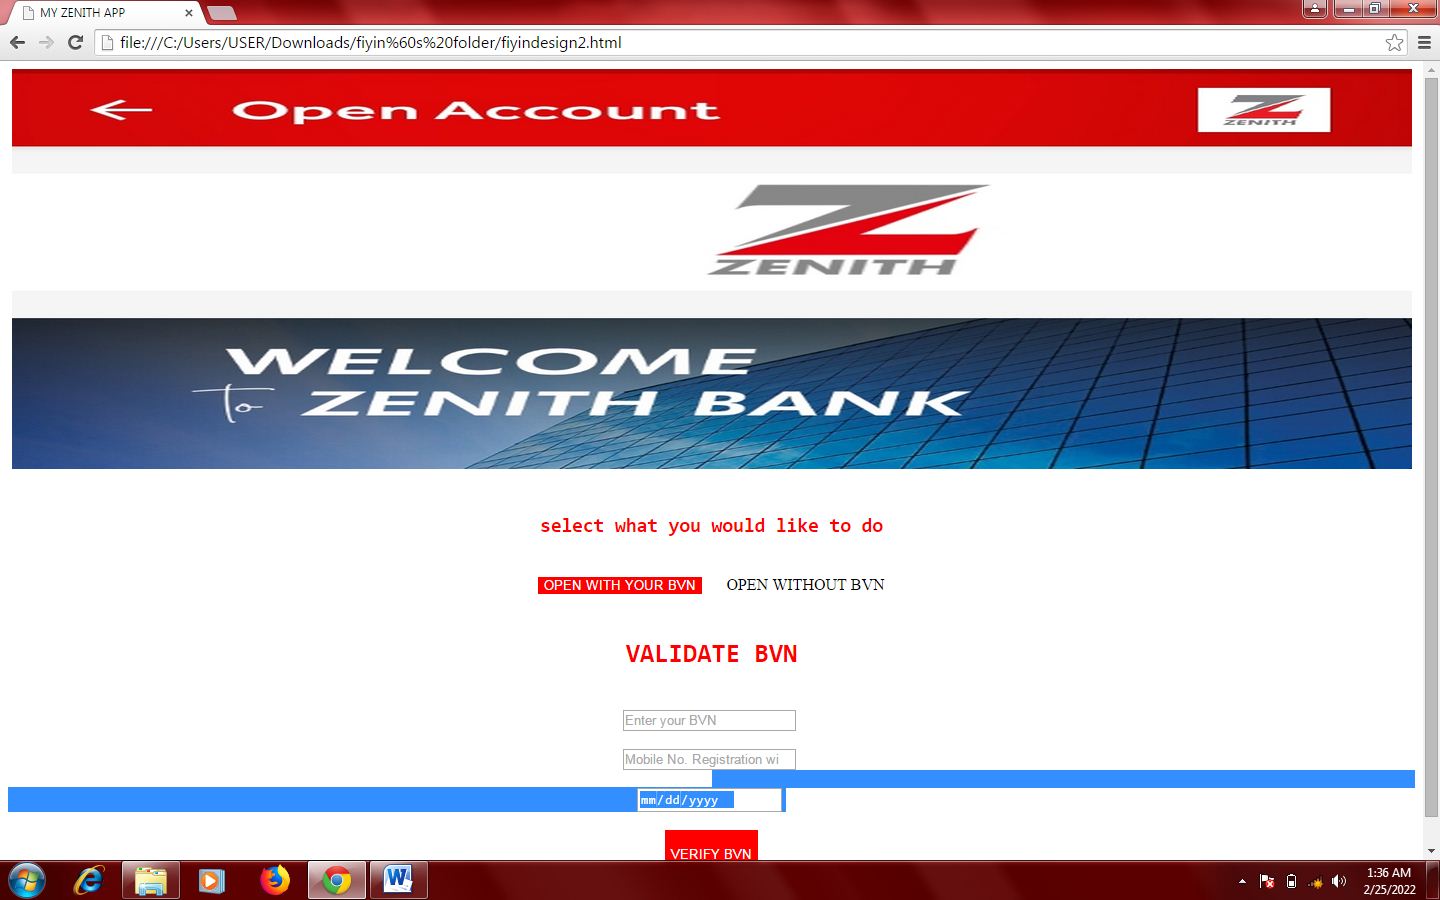 MY ZENITH APP
file:///C:/Users/USER/Downloads/fiyin%60s%20folder/fiyindesign2.html
Open Account
ZENITH
ZENITH
WELCOME
to ZENITH BANK
select what you would like to do
OPEN WITH YOUR BVN OPEN WITHOUT BVN
VALIDATE BVN
Enter your BVN
Mobile No. Registration wi
mm/dd/yyyy
VERIFY BVN
1:36 AM
2/25/2022